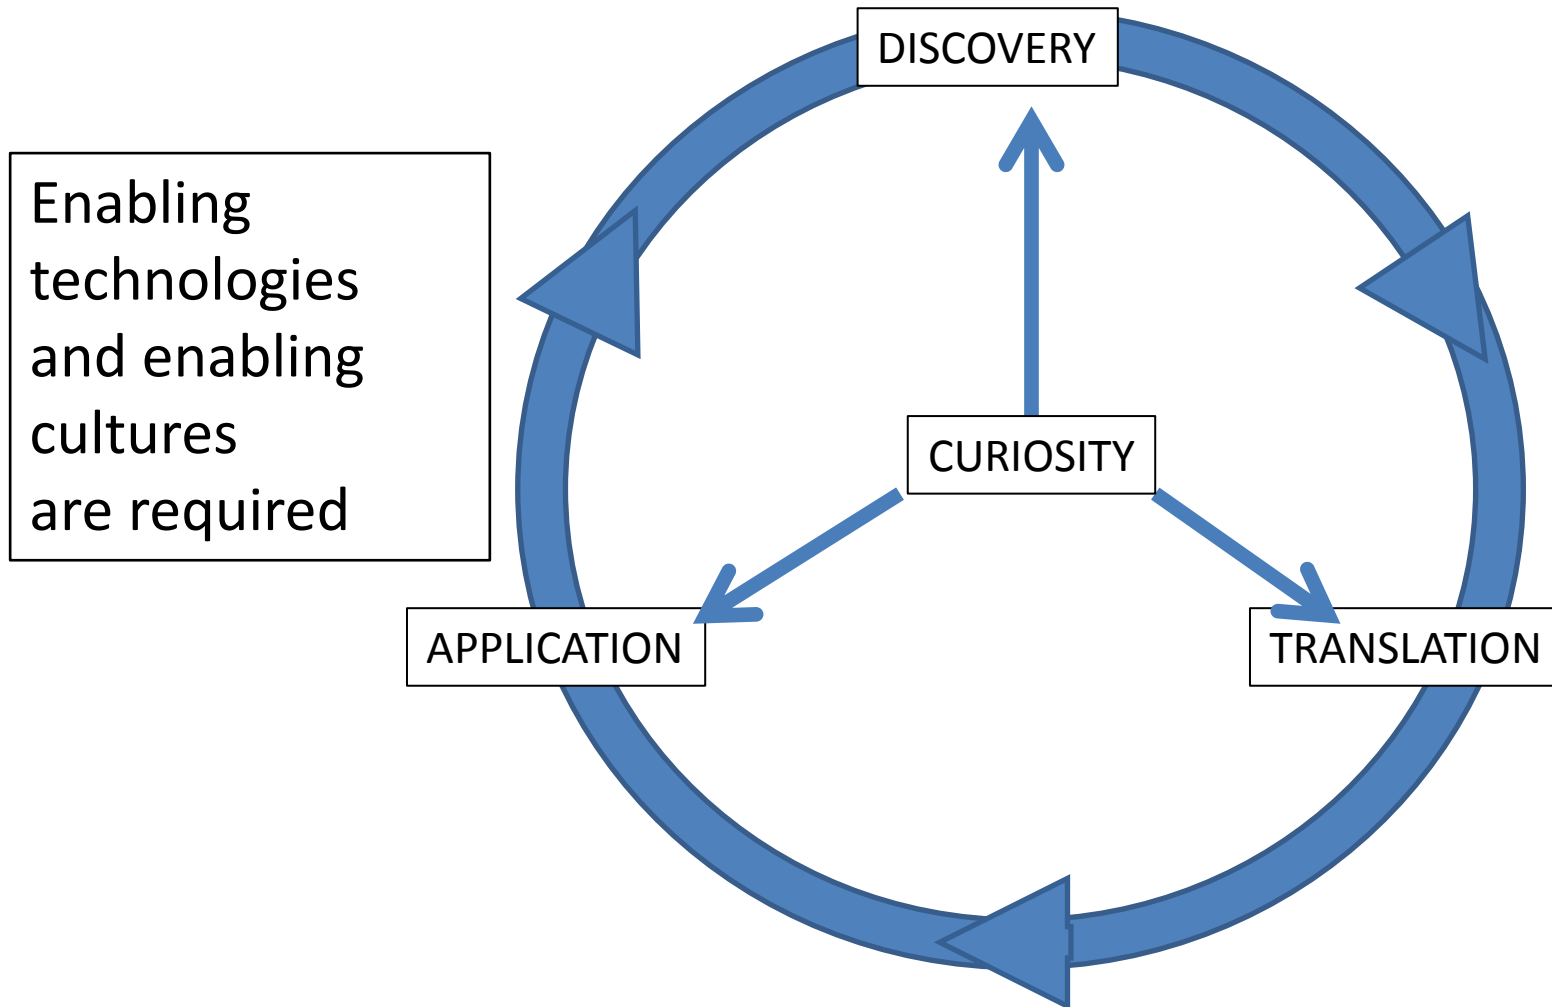 DISCOVERY
Enabling
technologies
and enabling
cultures
are required
CURIOSITY
APPLICATION
TRANSLATION